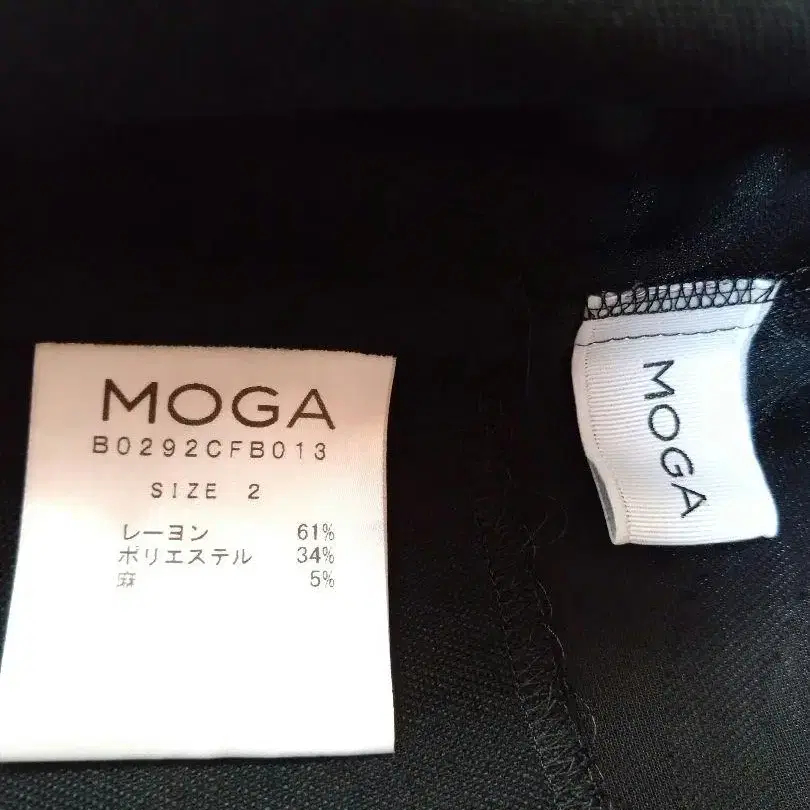 MOGA
B0292CFB013
SIZE 2
レーヨン 61%
ポリエステル 34%
麻 5%
MOGA